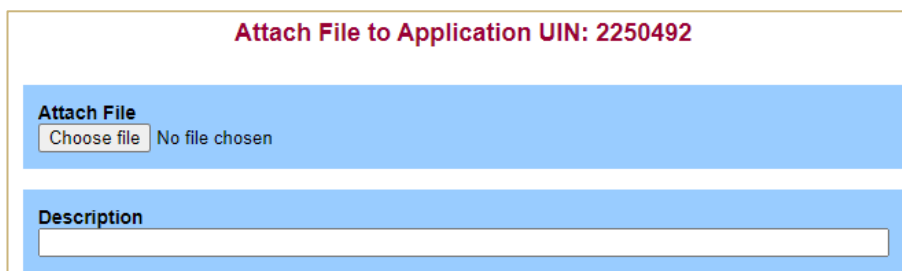 Attach File to Application UIN: 2250492
Attach File
Choose file No file chosen
Description